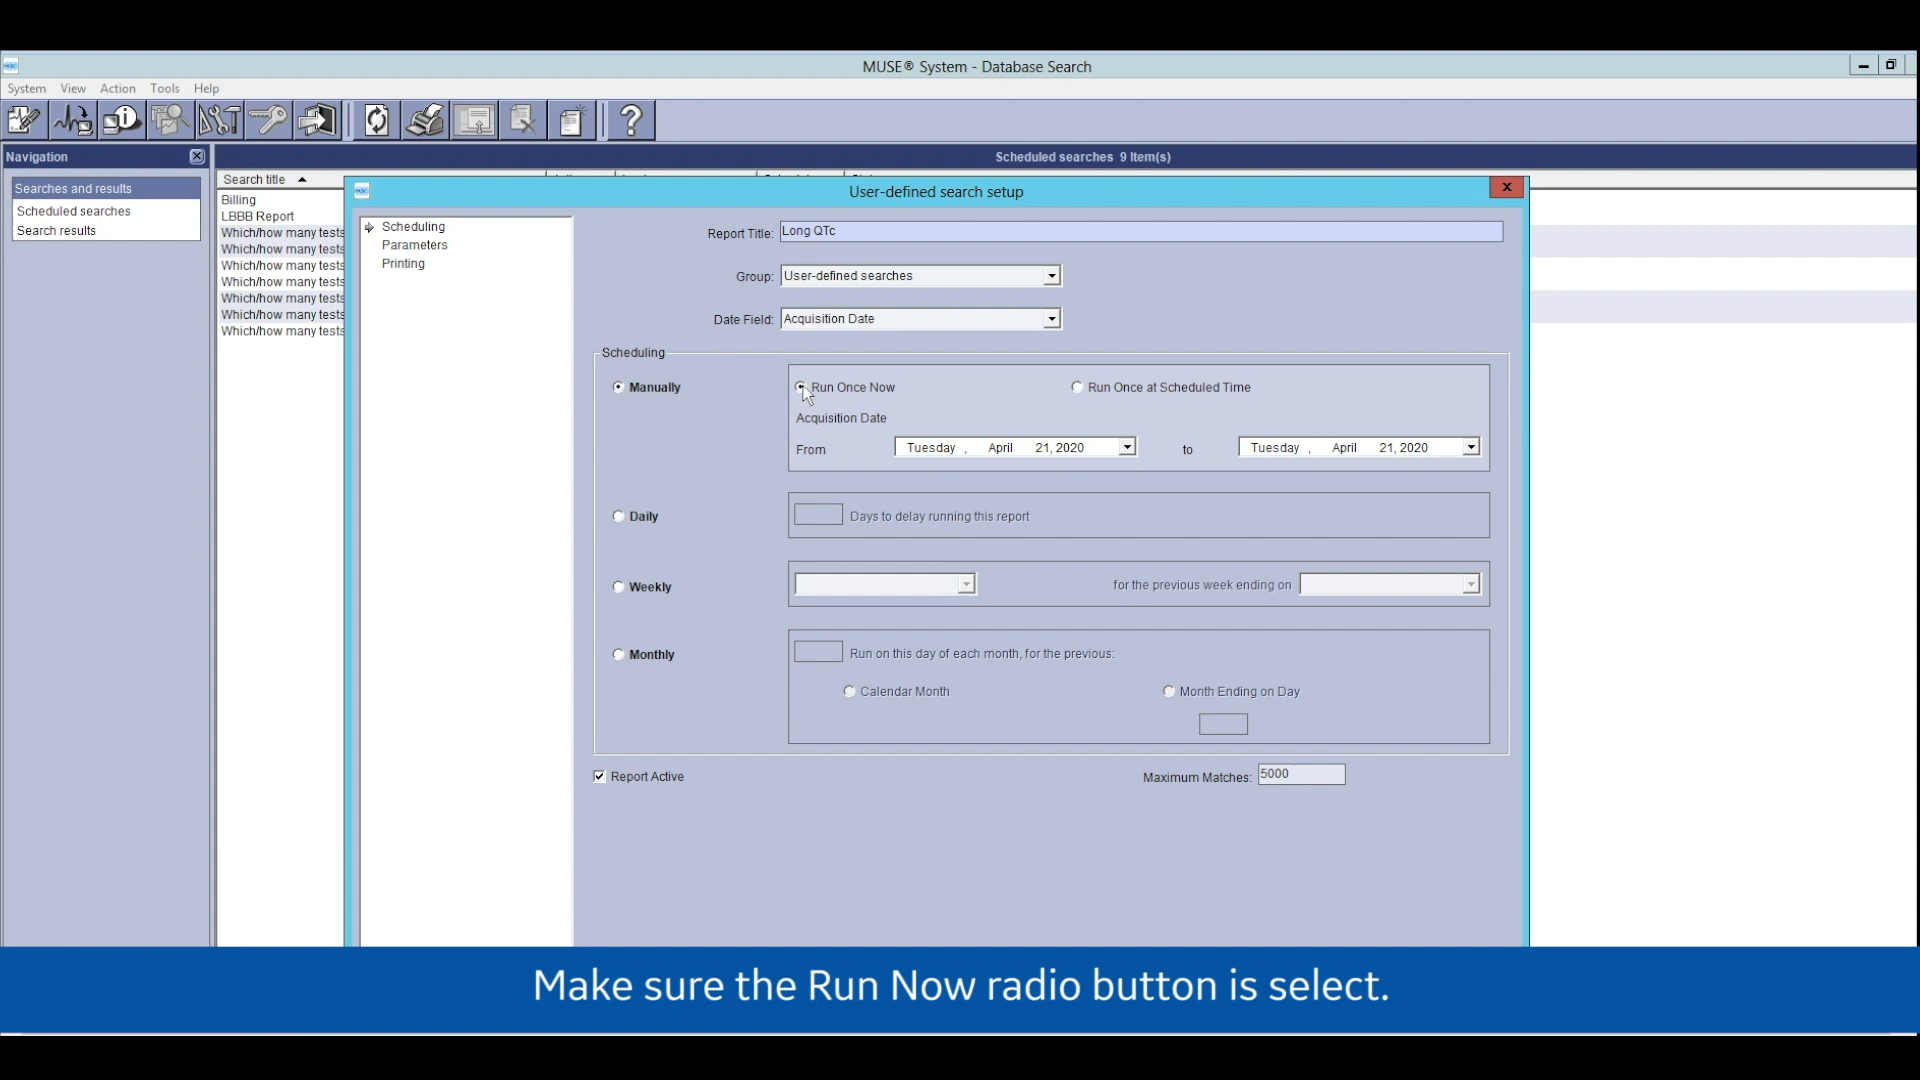 MUSE® System - Database Search
System View Action Tools Help
Navigation
Scheduled searches 9 Item(s)
Searches and results
Scheduled searches
Search results
Search title
Billing
LBBB Report
Which/how many tests
Which/how many tests
Which/how many tests
Which/how many tests
Which/how many tests
Which/how many tests
Which/how many tests
User-defined search setup
x
Scheduling
Parameters
Printing
Report Title: Long QTc
Group: User-defined searches
Date Field: Acquisition Date
Scheduling
Manually
Run Once Now
Run Once at Scheduled Time
Acquisition Date
From Tuesday , April 21, 2020 to Tuesday , April 21, 2020
Daily
Days to delay running this report
Weekly
for the previous week ending on
Monthly
Run on this day of each month, for the previous:
Calendar Month
Month Ending on Day
Report Active
Maximum Matches: 5000
Make sure the Run Now radio button is select.